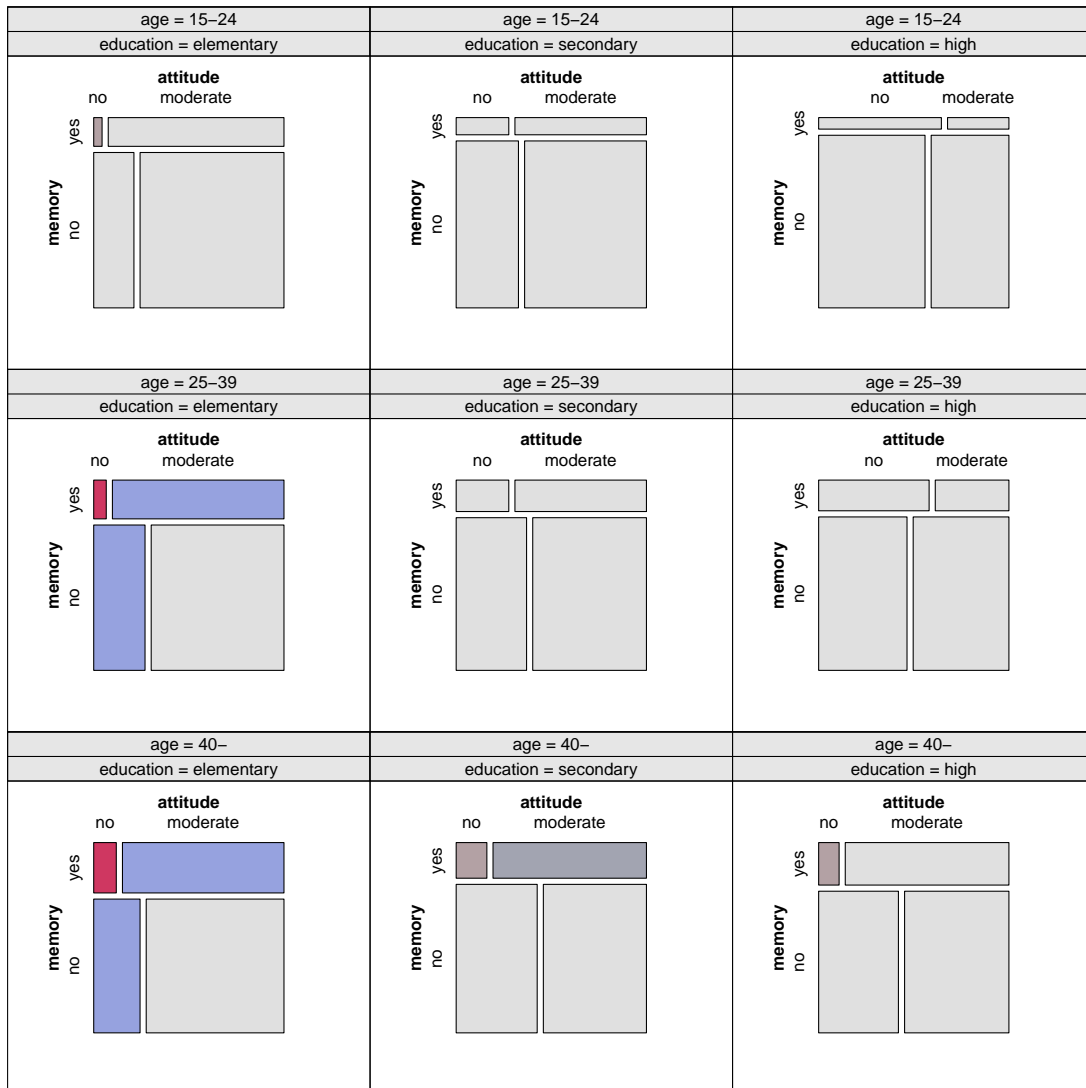 age = 15−24
education = elementary
attitude
no moderate
memory
yes
no
age = 15−24
education = secondary
attitude
no moderate
memory
yes
no
age = 15−24
education = high
attitude
no moderate
memory
yes
no
age = 25−39
education = elementary
attitude
no moderate
memory
yes
no
age = 25−39
education = secondary
attitude
no moderate
memory
yes
no
age = 25−39
education = high
attitude
no moderate
memory
yes
no
age = 40−
education = elementary
attitude
no moderate
memory
yes
no
age = 40−
education = secondary
attitude
no moderate
memory
yes
no
age = 40−
education = high
attitude
no moderate
memory
yes
no